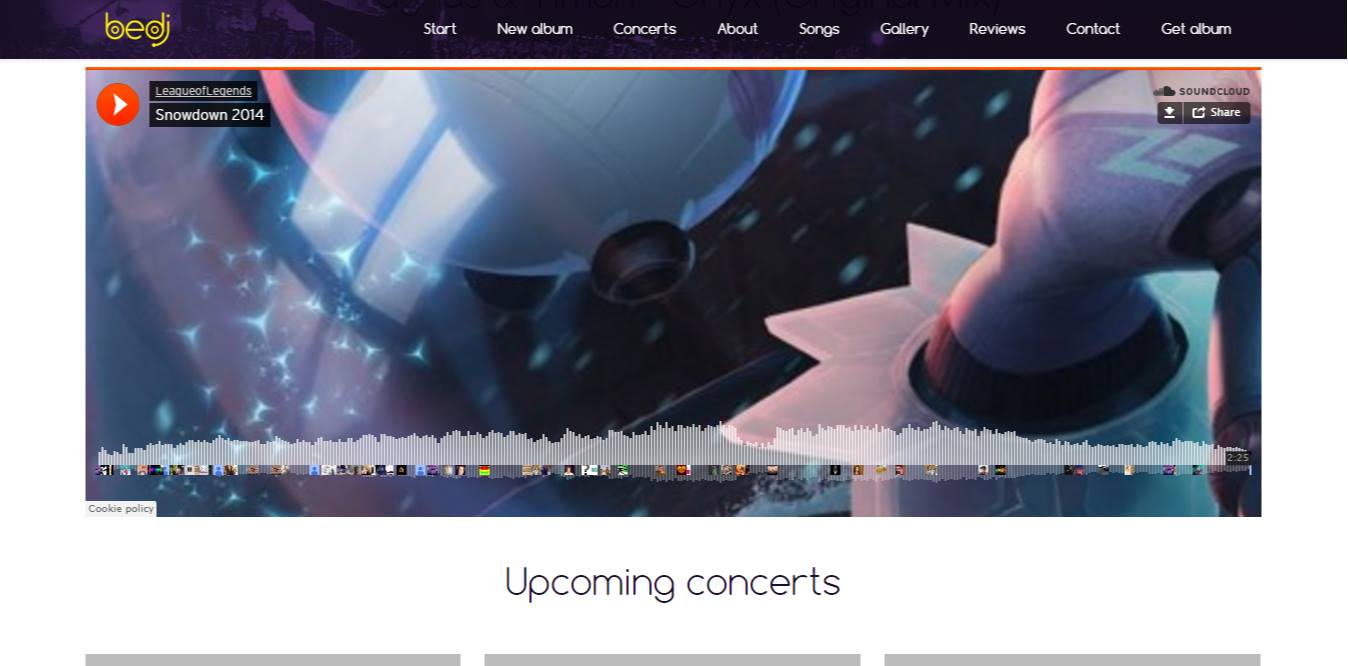 bedj
Start New album Concerts About Songs Gallery Reviews Contact Get album
LeagueofLegends
Snowdown 2014
SOUNDCLOUD
Share
2:25
Cookie policy
Upcoming concerts